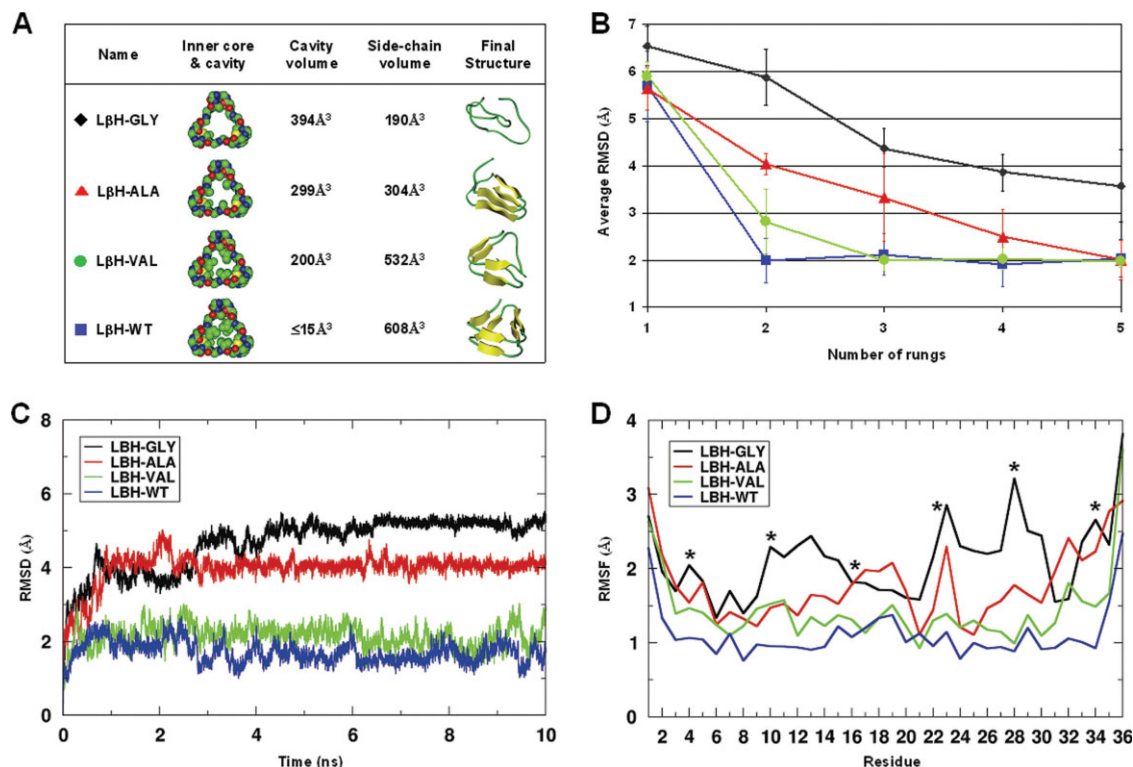 A
Name Inner core & cavity Cavity volume Side-chain volume Final Structure
LβH-GLY 394Å³ 190Å³
LβH-ALA 299Å³ 304Å³
LβH-VAL 200Å³ 532Å³
LβH-WT ≤15Å³ 608Å³
B
Average RMSD (Å)
7
6
5
4
3
2
1
1 2 3 4 5
Number of rungs
C
RMSD (Å)
8
6
4
2
0
LBH-GLY
LBH-ALA
LBH-VAL
LBH-WT
0 2 4 6 8 10
Time (ns)
D
RMSF (Å)
4
3
2
1
0
LBH-GLY
LBH-ALA
LBH-VAL
LBH-WT
* * * * * *
2 4 6 8 10 12 14 16 18 20 22 24 26 28 30 32 34 36
Residue